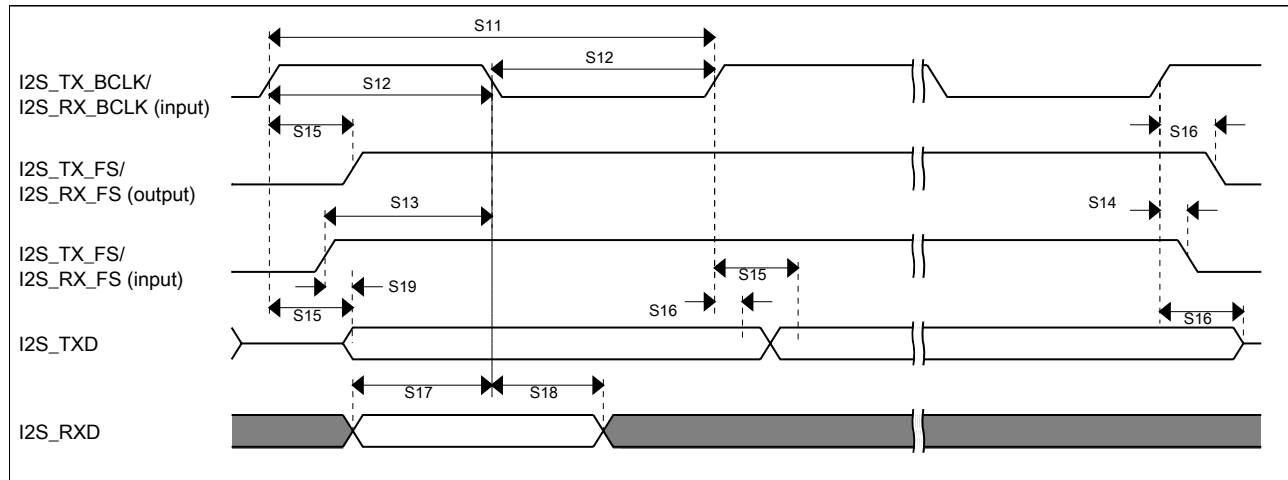 S11
I2S_TX_BCLK/
I2S_RX_BCLK (input)
S12
S12
S15
S16
I2S_TX_FS/
I2S_RX_FS (output)
S13
S14
I2S_TX_FS/
I2S_RX_FS (input)
S15
S19
S15
S16
S16
I2S_TXD
S17
S18
I2S_RXD